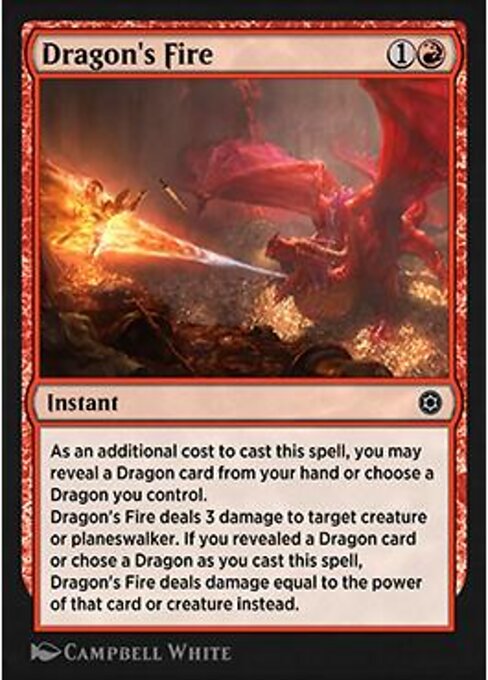 Dragon's Fire 1
Instant
As an additional cost to cast this spell, you may
reveal a Dragon card from your hand or choose a
Dragon you control.
Dragon's Fire deals 3 damage to target creature
or planeswalker. If you revealed a Dragon card
or chose a Dragon as you cast this spell,
Dragon's Fire deals damage equal to the power
of that card or creature instead.
CAMPBELL WHITE